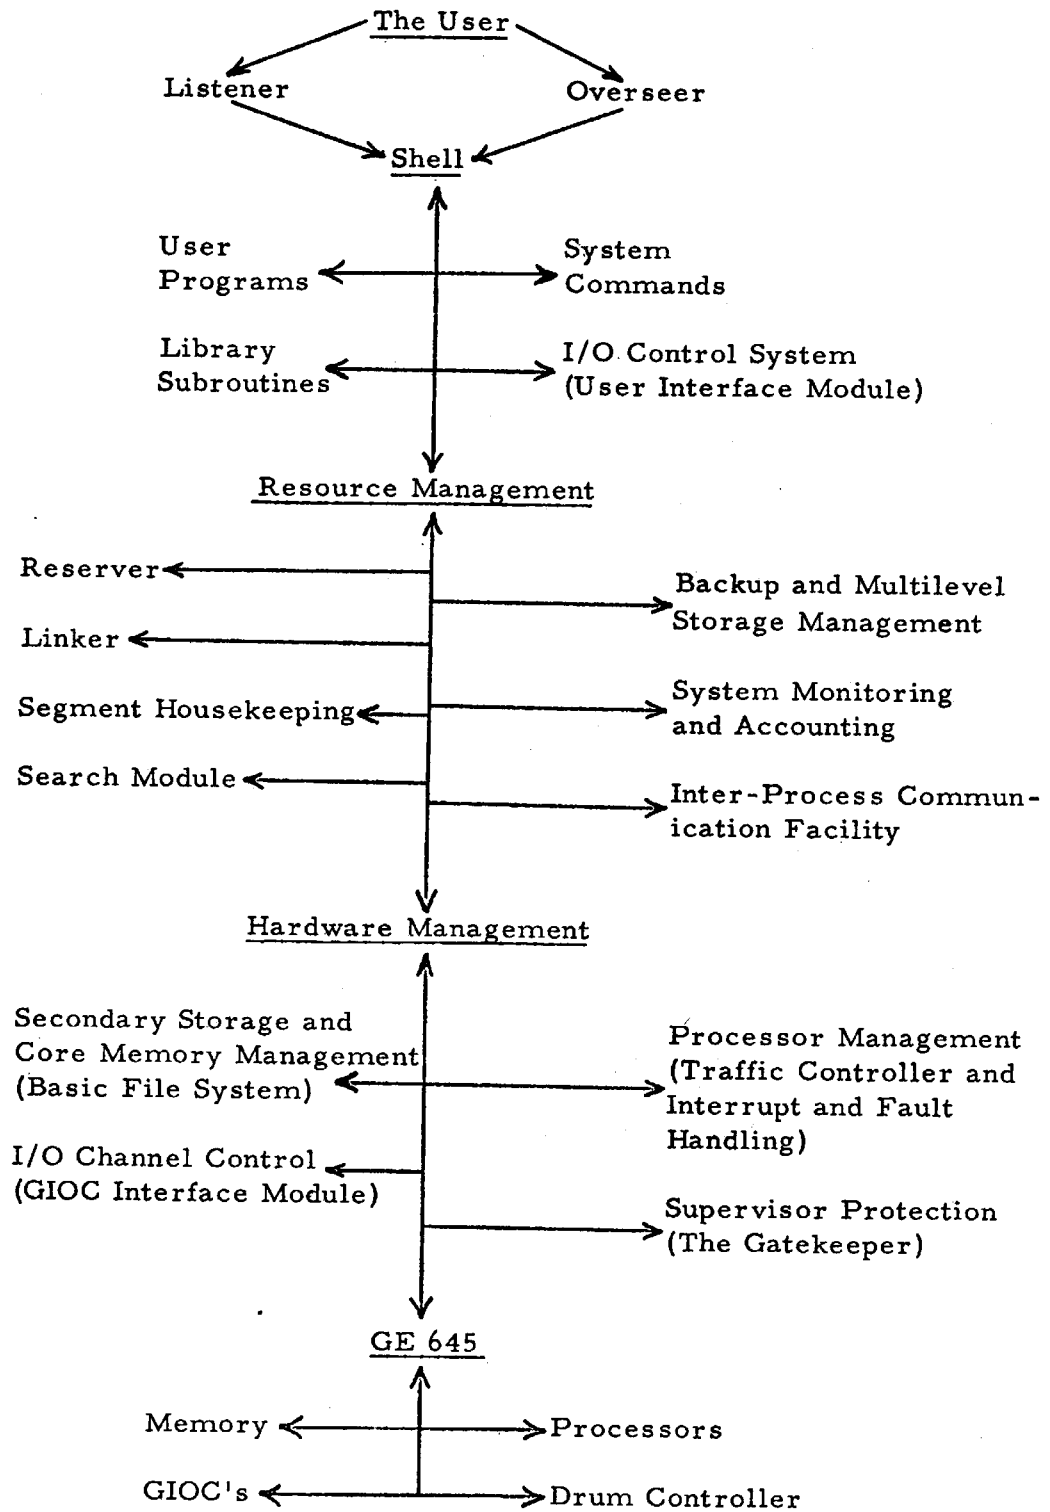 The User
Listener
Overseer
Shell
User
Programs
System
Commands
Library
Subroutines
I/O Control System
(User Interface Module)
Resource Management
Reserver
Backup and Multilevel
Storage Management
Linker
Segment Housekeeping
System Monitoring
and Accounting
Search Module
Inter-Process Commun-
ication Facility
Hardware Management
Secondary Storage and
Core Memory Management
(Basic File System)
Processor Management
(Traffic Controller and
Interrupt and Fault
Handling)
I/O Channel Control
(GIOC Interface Module)
Supervisor Protection
(The Gatekeeper)
GE 645
Memory
Processors
GIOC's
Drum Controller